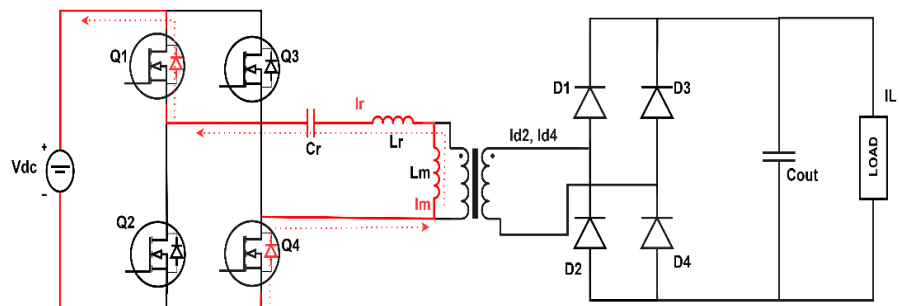 Q1
Q3
D1
D3
IL
Ir
Id2, Id4
+
Vdc
-
Cr
Lr
Lm
Im
LOAD
Cout
Q2
Q4
D2
D4